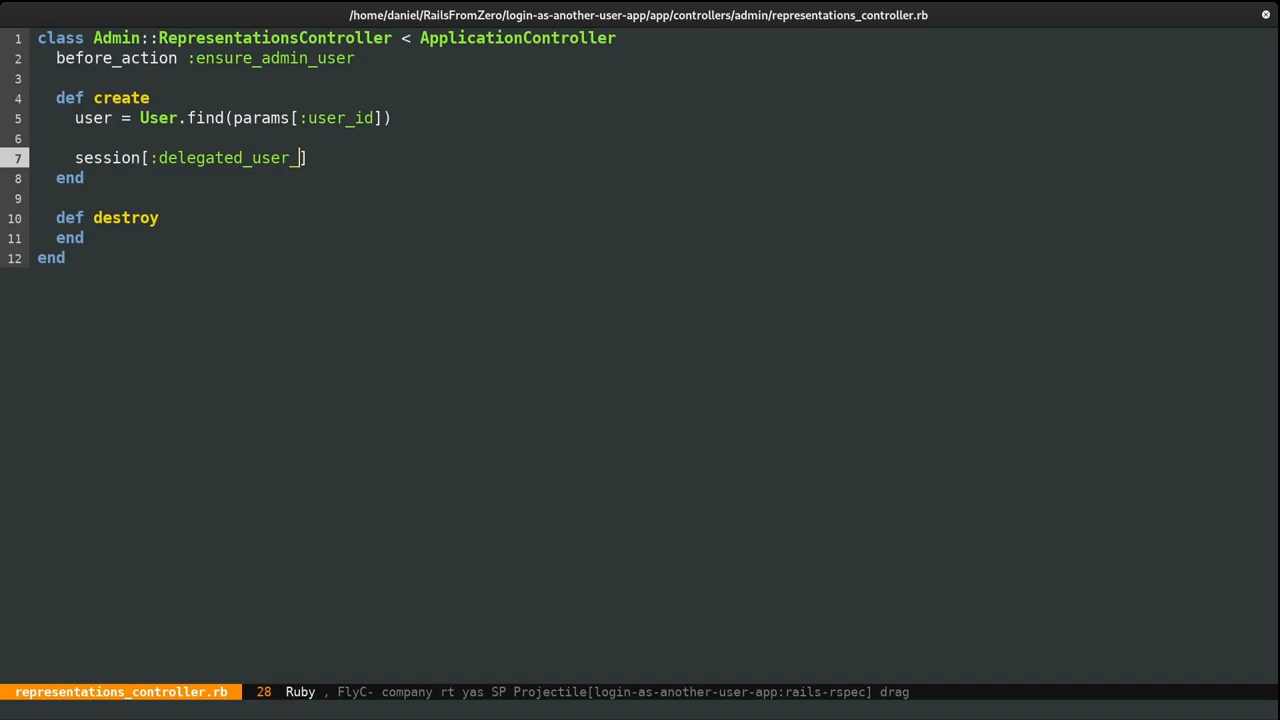 /home/daniel/RailsFromZero/login-as-another-user-app/app/controllers/admin/representations_controller.rb
1 class Admin::RepresentationsController < ApplicationController
2 before_action :ensure_admin_user
3
4 def create
5 user = User.find(params[:user_id])
6
7 session[:delegated_user_]
8 end
9
10 def destroy
11 end
12 end
representations_controller.rb 28 Ruby , FlyC- company rt yas SP Projectile[login-as-another-user-app:rails-rspec] drag